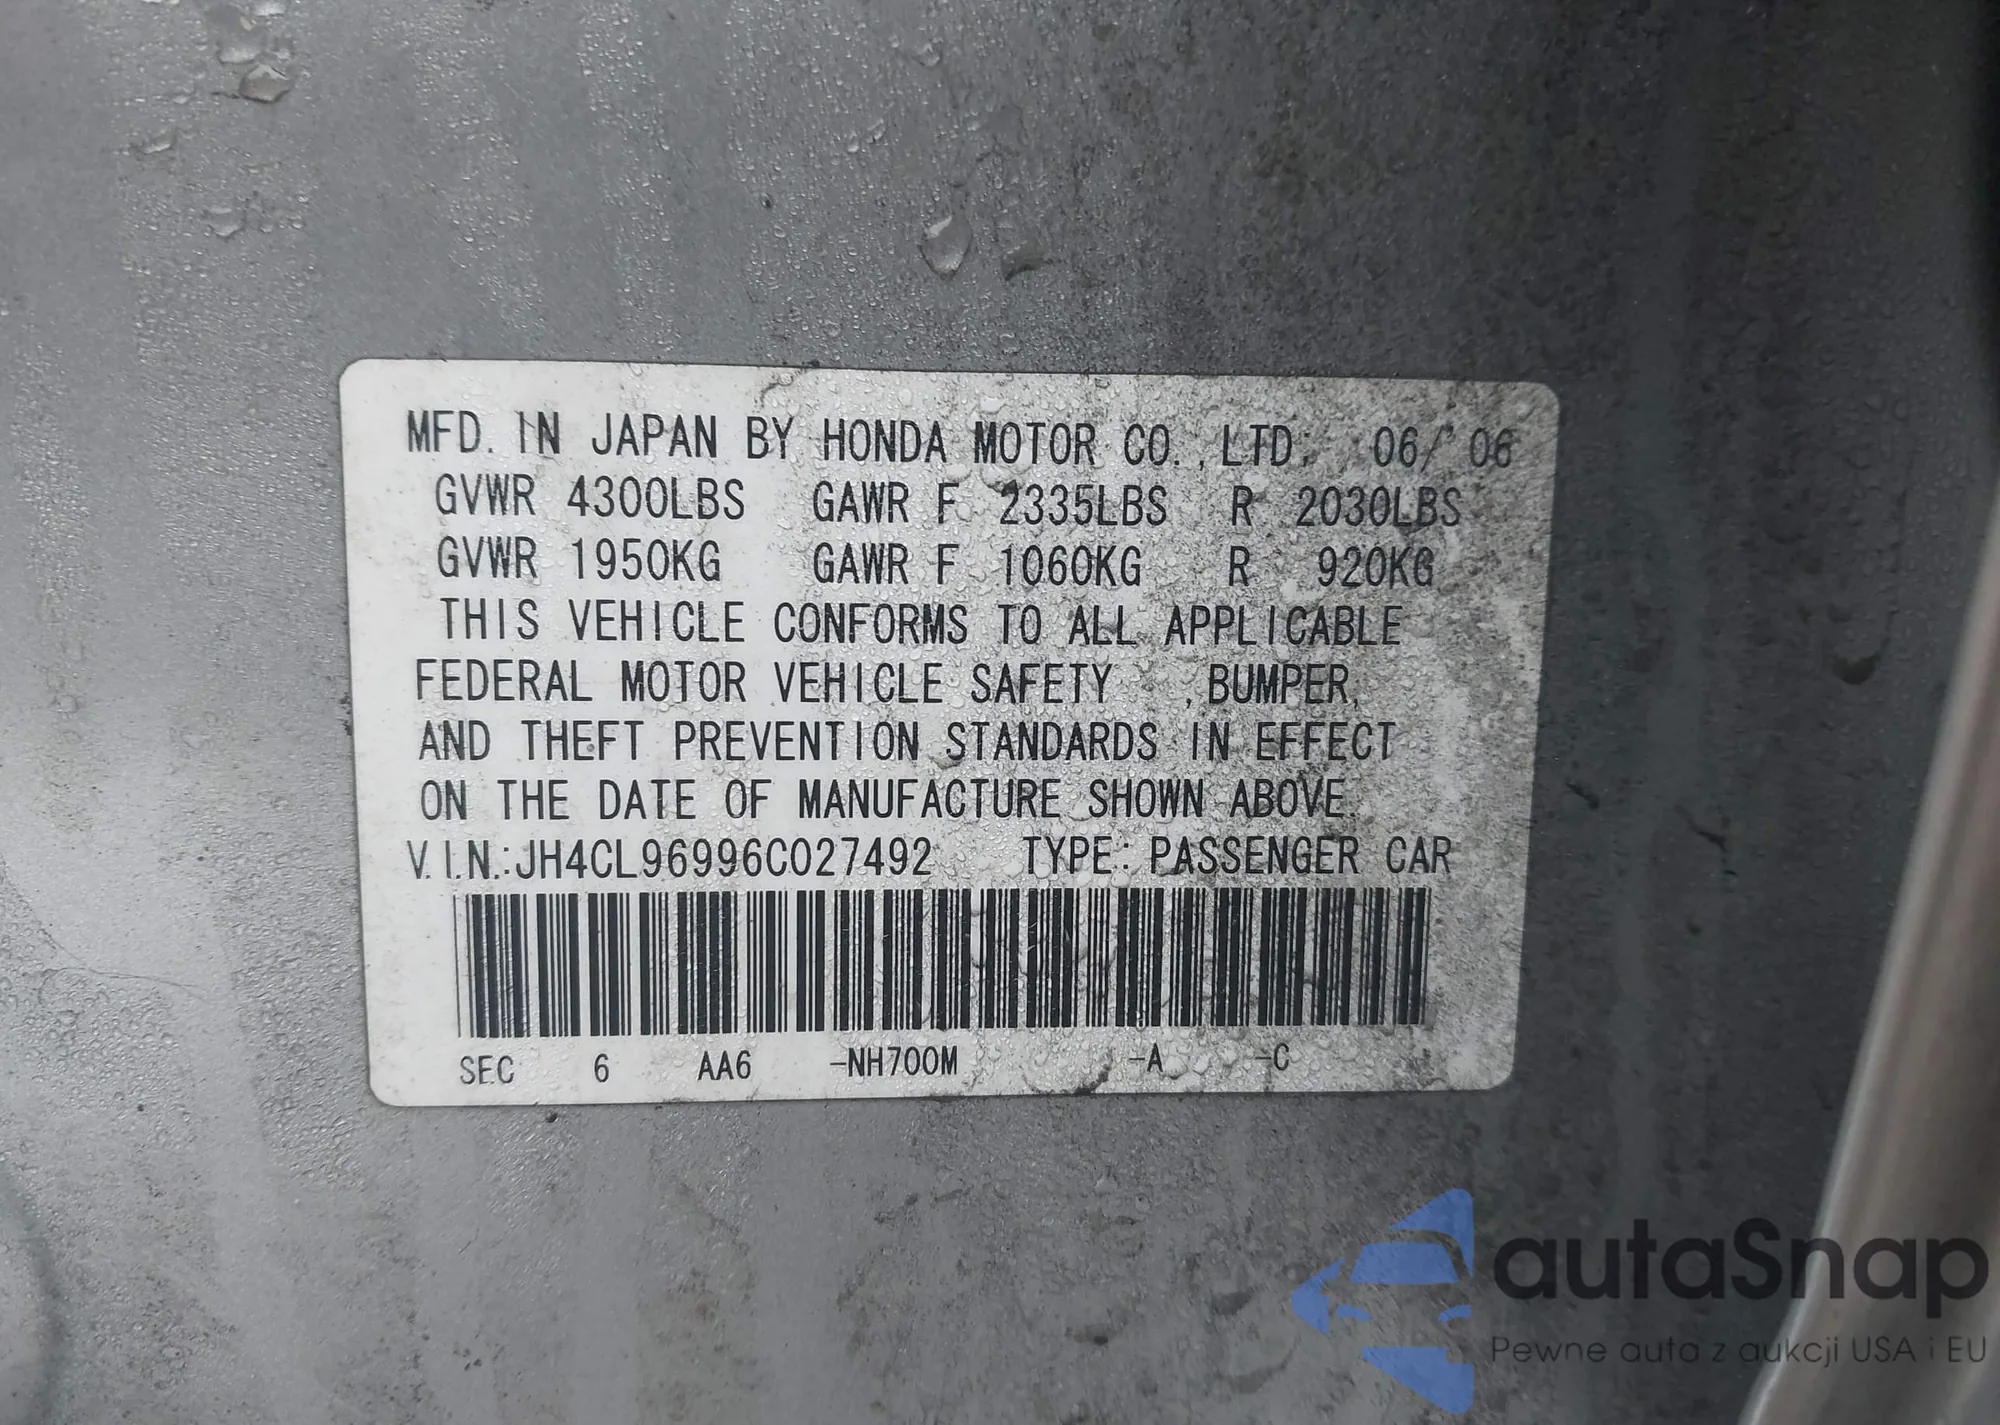 MFD. IN JAPAN BY HONDA MOTOR CO., LTD. 06/ 06
GVWR 4300LBS GAWR F 2335LBS R 2030LBS
GVWR 1950KG GAWR F 1060KG R 920KG
THIS VEHICLE CONFORMS TO ALL APPLICABLE
FEDERAL MOTOR VEHICLE SAFETY ,BUMPER,
AND THEFT PREVENTION STANDARDS IN EFFECT
ON THE DATE OF MANUFACTURE SHOWN ABOVE.
V.I.N.:JH4CL96996C027492 TYPE: PASSENGER CAR
SEC 6 AA6 -NH700M -A -C
autaSnap
Pewne auta z aukcji USA i EU